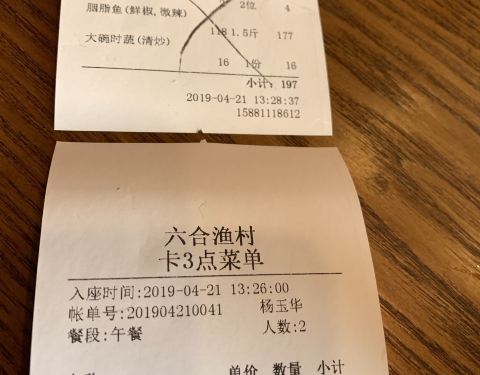 2位 4
胭脂鱼(鲜椒,微辣)
118 1.5斤 177
大碗时蔬(清炒)
16 1份 16
小计: 197
2019-04-21 13:28:37
15881118612
六合渔村
卡3点菜单
入座时间:2019-04-21 13:26:00
帐单号:201904210041 杨玉华
餐段:午餐 人数:2
单价 数量 小计